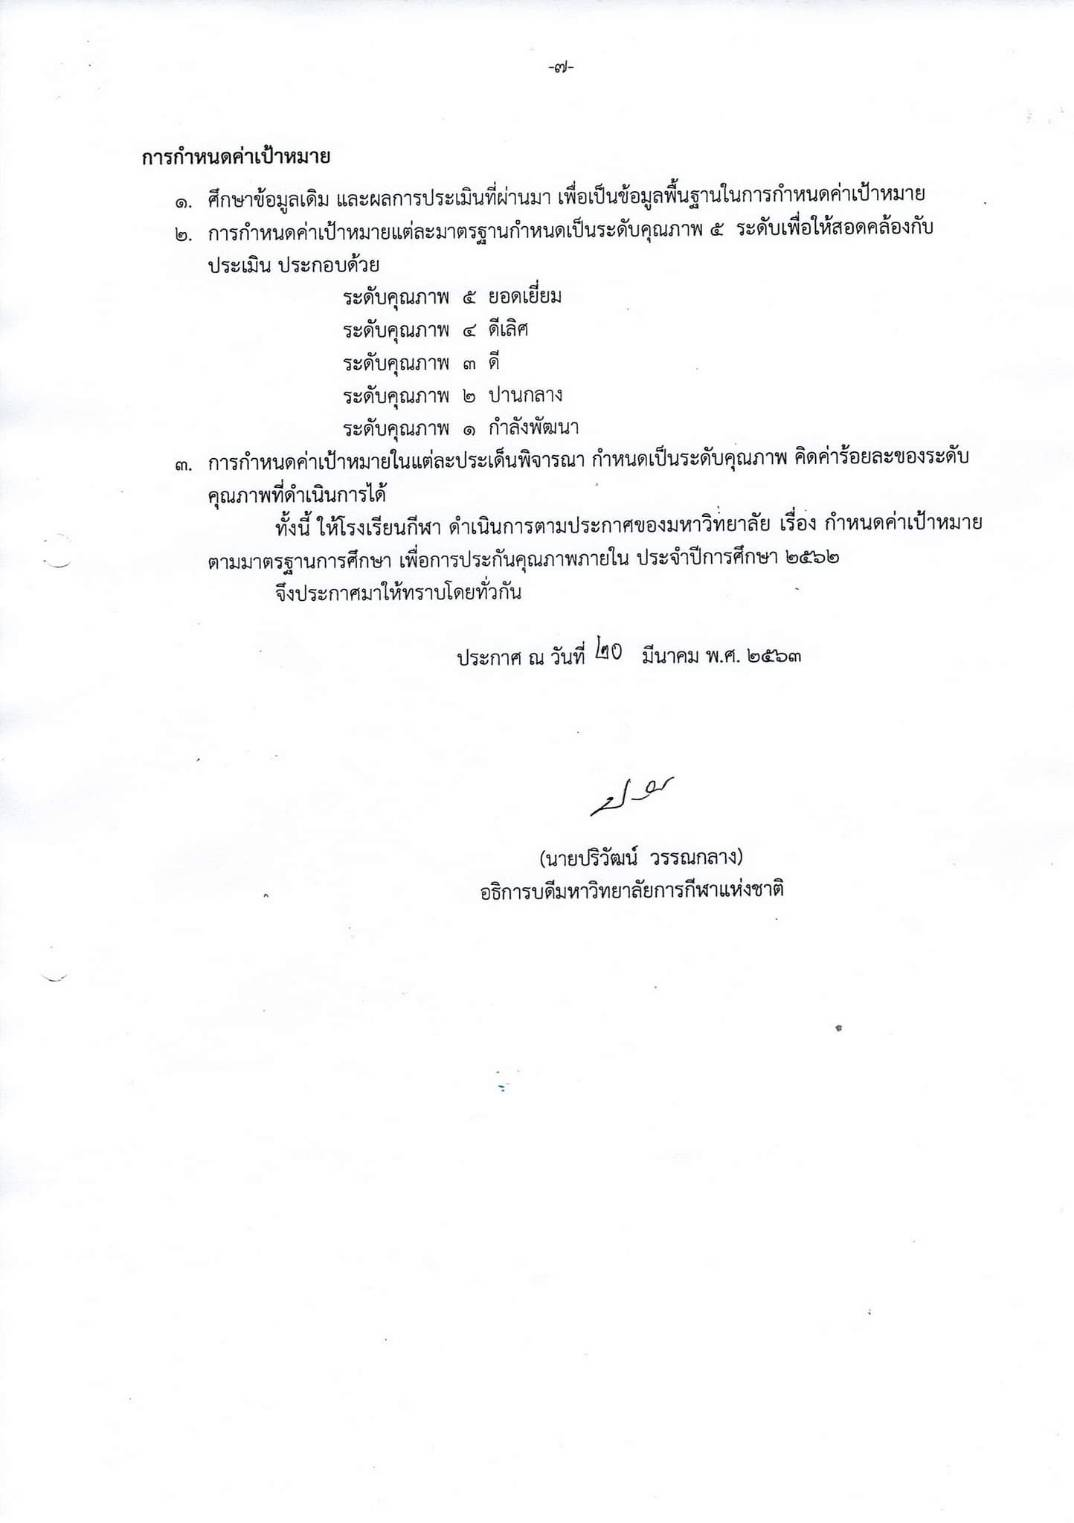 -๗-
การกำหนดค่าเป้าหมาย
๑. ศึกษาข้อมูลเดิม และผลการประเมินที่ผ่านมา เพื่อเป็นข้อมูลพื้นฐานในการกำหนดค่าเป้าหมาย
๒. การกำหนดค่าเป้าหมายแต่ละมาตรฐานกำหนดเป็นระดับคุณภาพ ๕ ระดับเพื่อให้สอดคล้องกับ
ประเมิน ประกอบด้วย
ระดับคุณภาพ ๕ ยอดเยี่ยม
ระดับคุณภาพ ๔ ดีเลิศ
ระดับคุณภาพ ๓ ดี
ระดับคุณภาพ ๒ ปานกลาง
ระดับคุณภาพ ๑ กำลังพัฒนา
๓. การกำหนดค่าเป้าหมายในแต่ละประเด็นพิจารณา กำหนดเป็นระดับคุณภาพ คิดค่าร้อยละของระดับ
คุณภาพที่ดำเนินการได้
ทั้งนี้ ให้โรงเรียนกีฬา ดำเนินการตามประกาศของมหาวิทยาลัย เรื่อง กำหนดค่าเป้าหมาย
ตามมาตรฐานการศึกษา เพื่อการประกันคุณภาพภายใน ประจำปีการศึกษา ๒๕๖๒
จึงประกาศมาให้ทราบโดยทั่วกัน
ประกาศ ณ วันที่ ๒๐ มีนาคม พ.ศ. ๒๕๖๓
(นายปริวัฒน์ วรรณกลาง)
อธิการบดีมหาวิทยาลัยการกีฬาแห่งชาติ